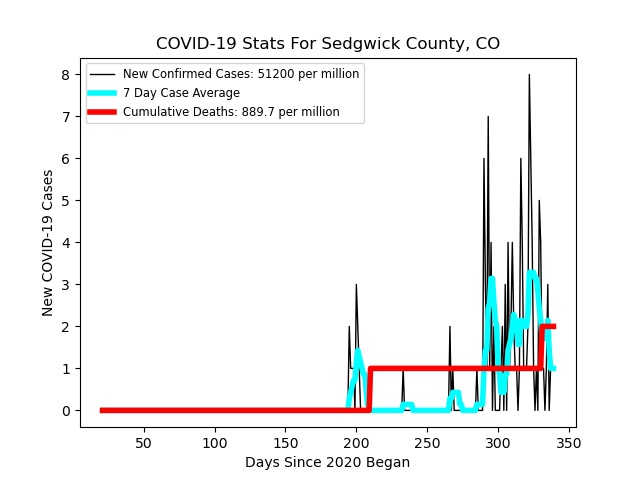 COVID-19 Stats For Sedgwick County, CO
New Confirmed Cases: 51200 per million
7 Day Case Average
Cumulative Deaths: 889.7 per million
New COVID-19 Cases
8
7
6
5
4
3
2
1
0
50 100 150 200 250 300 350
Days Since 2020 Began